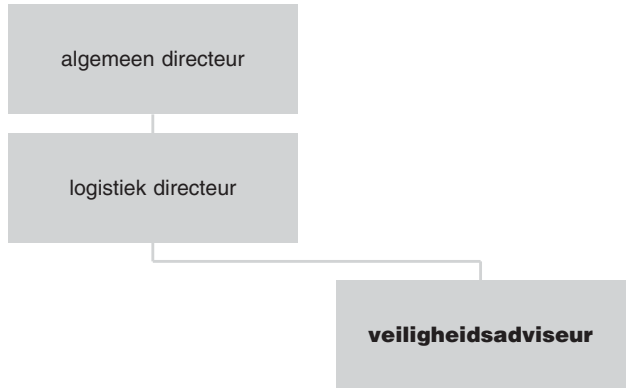 algemeen directeur
logistiek directeur
veiligheidsadviseur